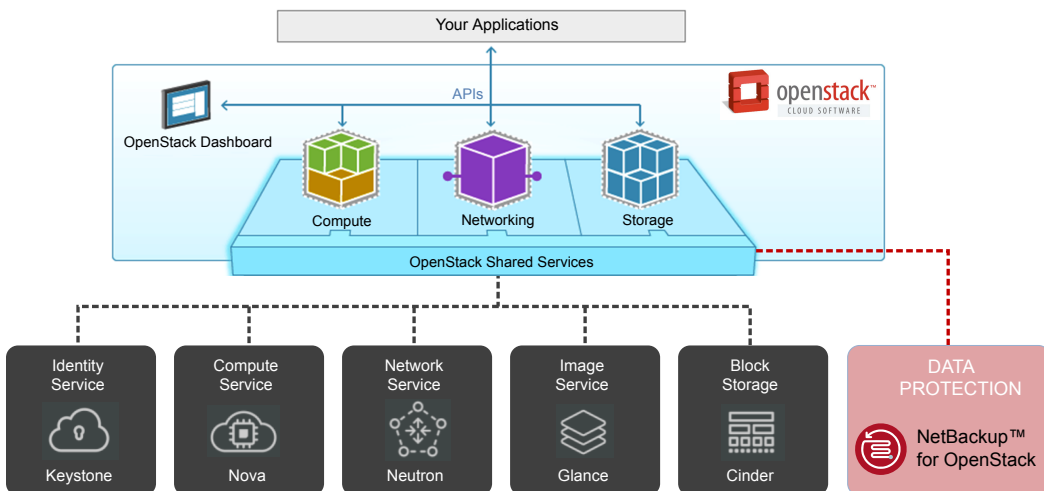 Your Applications
APIs
openstack™
CLOUD SOFTWARE
OpenStack Dashboard
Compute
Networking
Storage
OpenStack Shared Services
Identity
Service
Keystone
Compute
Service
Nova
Network
Service
Neutron
Image
Service
Glance
Block
Storage
Cinder
DATA
PROTECTION
NetBackup™
for OpenStack